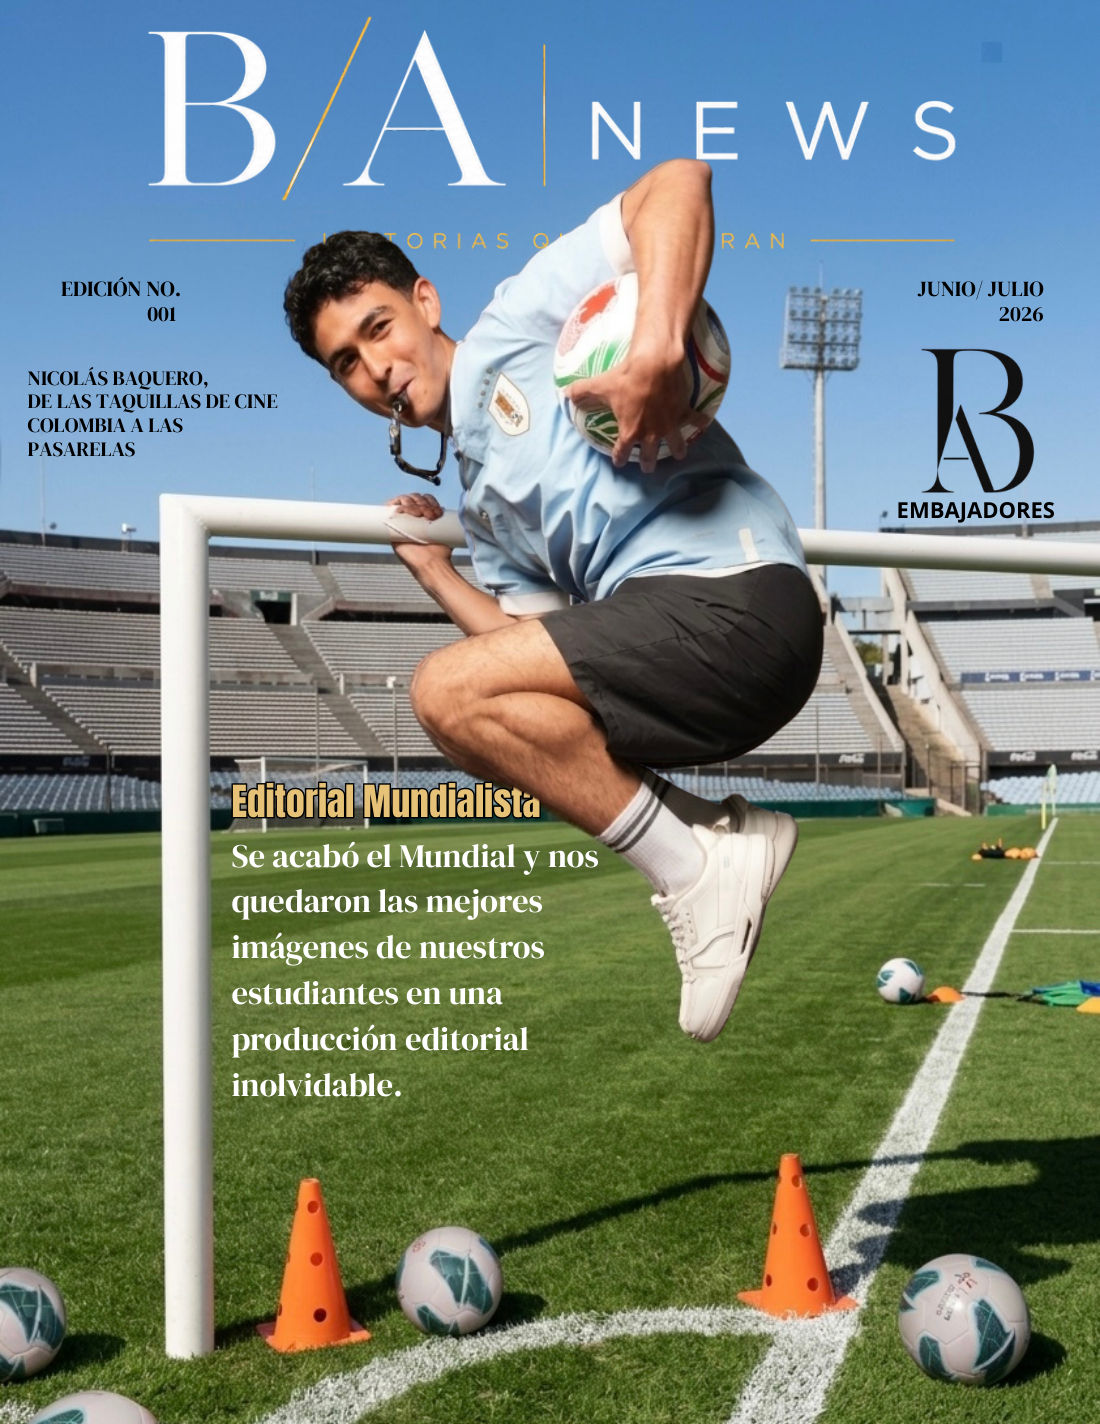 B/A | NEWS
TORIAS RAN
EDICIÓN NO.
001
JUNIO/ JULIO
2026
NICOLÁS BAQUERO,
DE LAS TAQUILLAS DE CINE
COLOMBIA A LAS
PASARELAS
BA
EMBAJADORES
Editorial Mundialista
Se acabó el Mundial y nos
quedaron las mejores
imágenes de nuestros
estudiantes en una
producción editorial
inolvidable.